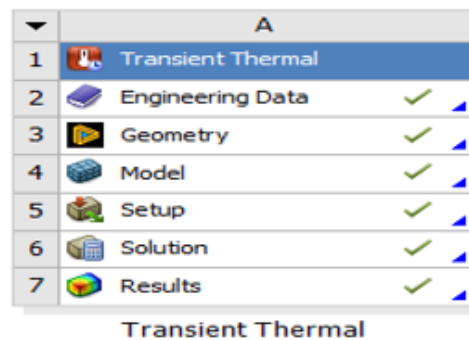 A
1 Transient Thermal
2 Engineering Data
3 Geometry
4 Model
5 Setup
6 Solution
7 Results
Transient Thermal